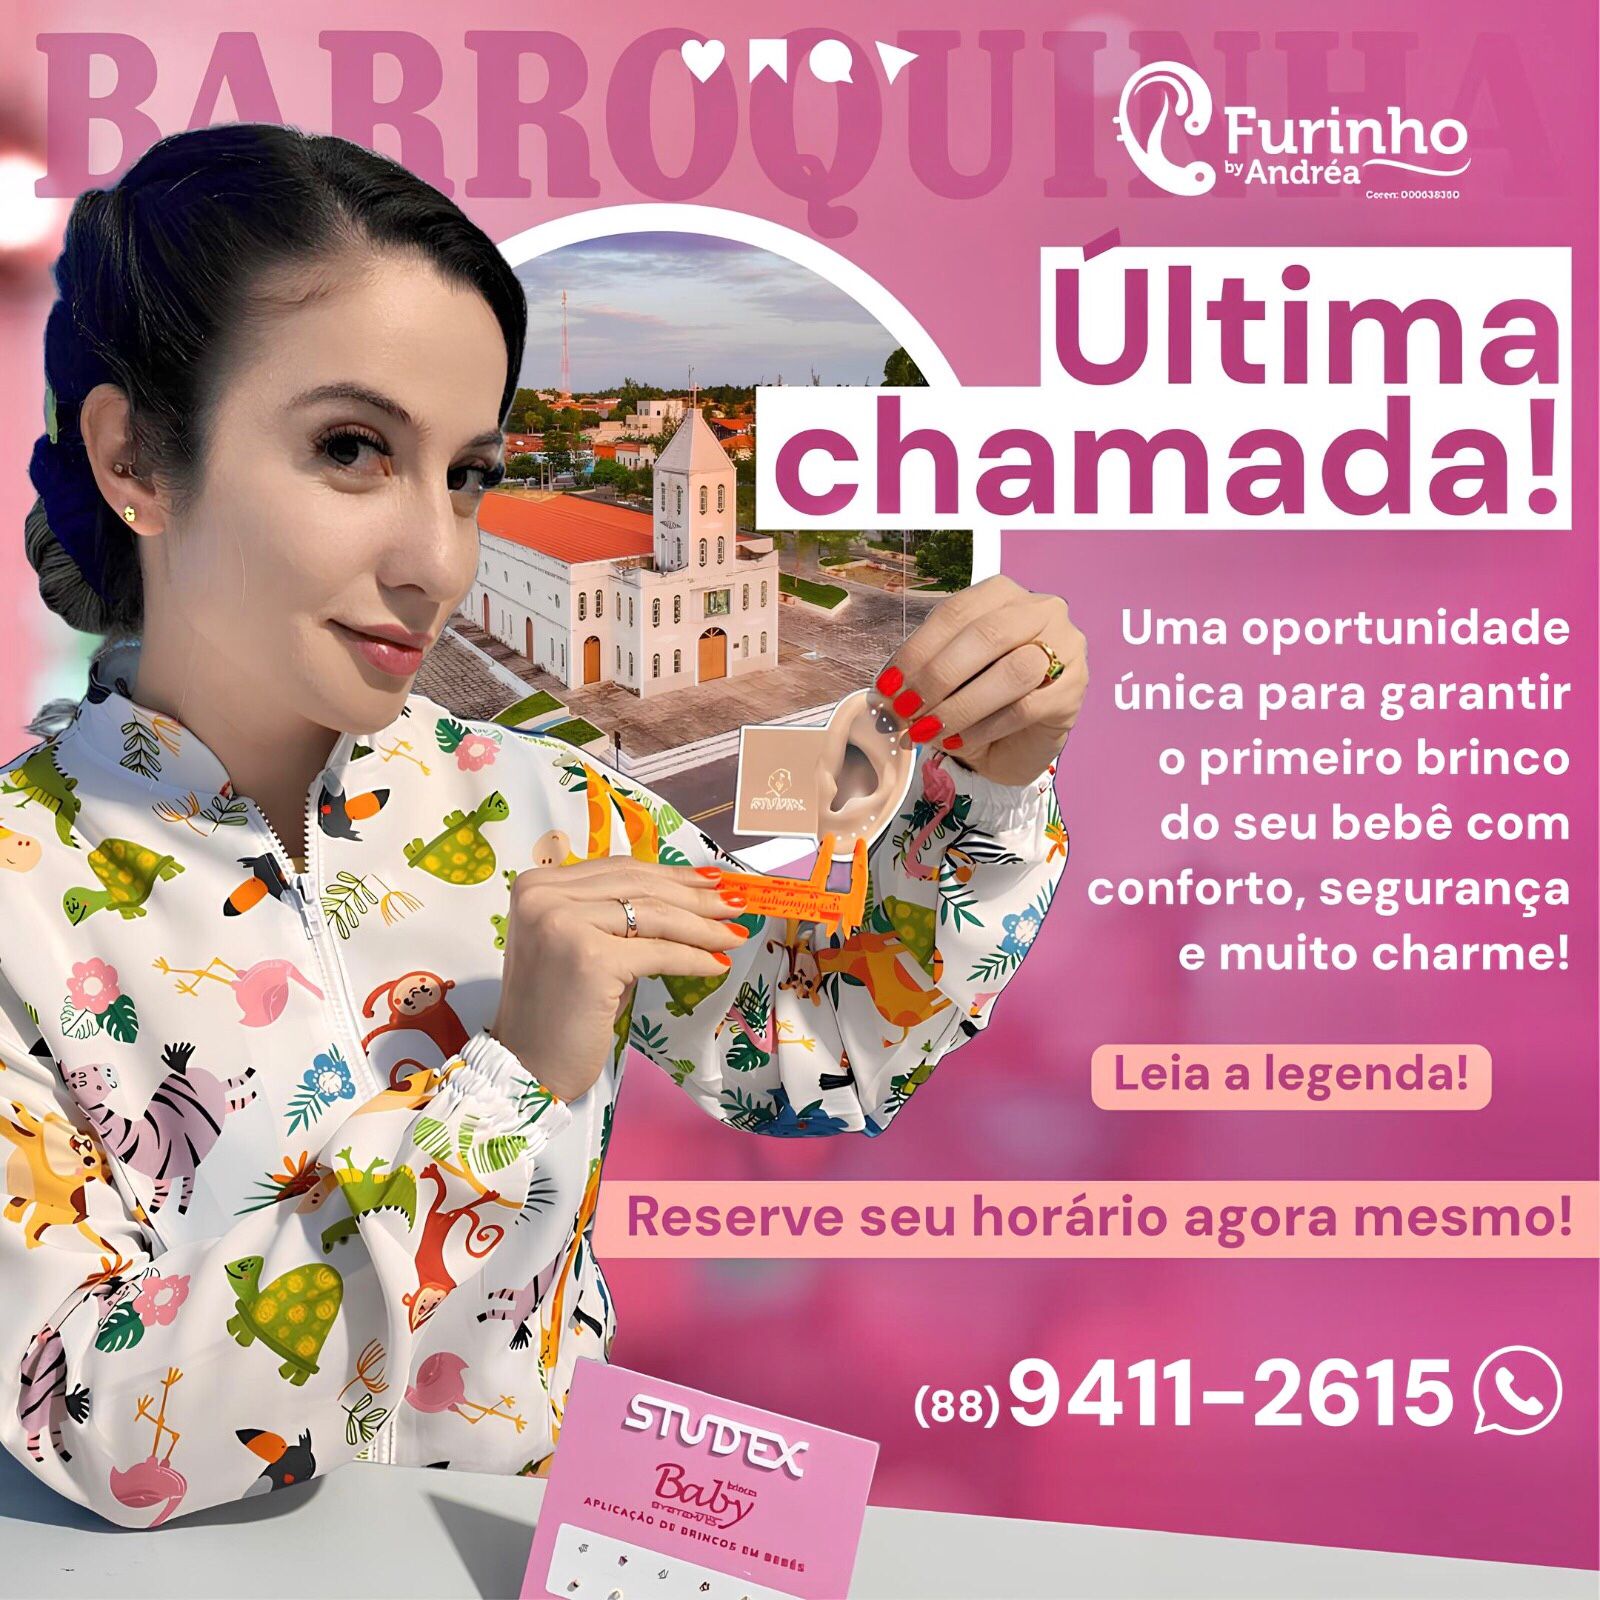 BARROQUINHA
Furinho
by Andréa
Coren: 000638360
Última
chamada!
Uma oportunidade
única para garantir
o primeiro brinco
do seu bebê com
conforto, segurança
e muito charme!
Leia a legenda!
Reserve seu horário agora mesmo!
(88) 9411-2615
STUDEX
Baby
APLICAÇÃO DE BRINCOS EM BEBÊS